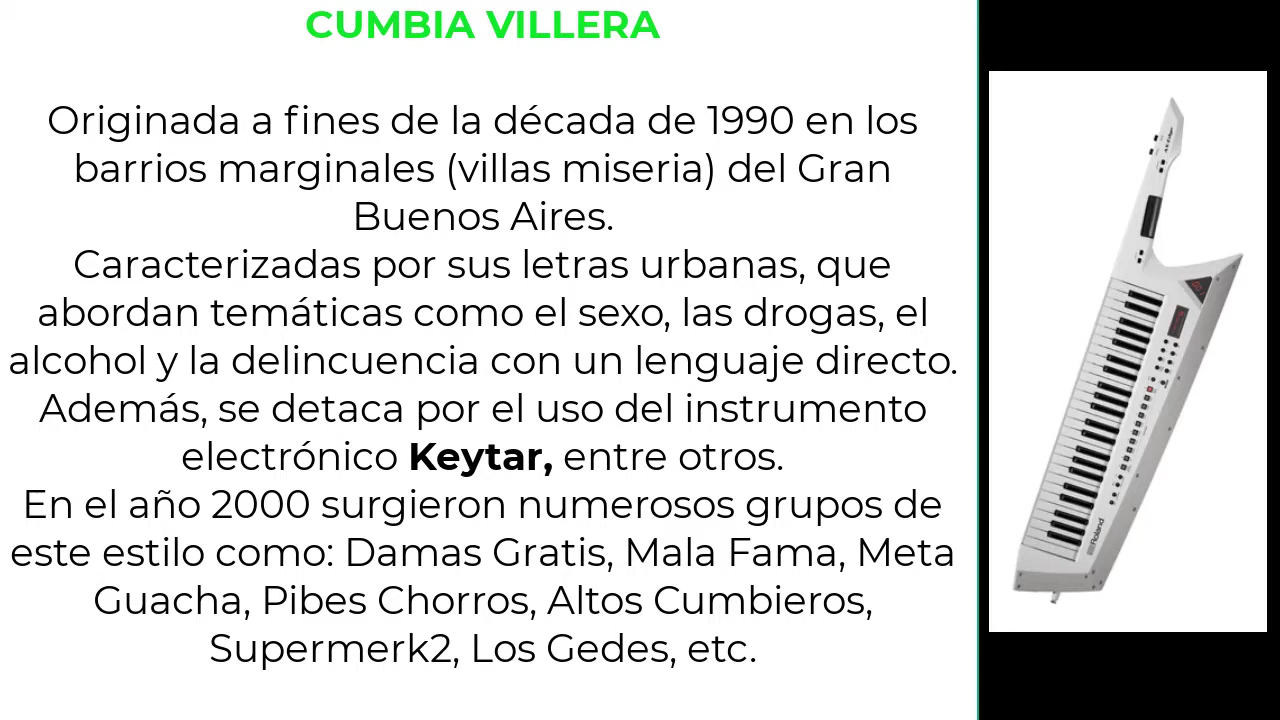 CUMBIA VILLERA
Originada a fines de la década de 1990 en los
barrios marginales (villas miseria) del Gran
Buenos Aires.
Caracterizadas por sus letras urbanas, que
abordan temáticas como el sexo, las drogas, el
alcohol y la delincuencia con un lenguaje directo.
Además, se detaca por el uso del instrumento
electrónico Keytar, entre otros.
En el año 2000 surgieron numerosos grupos de
este estilo como: Damas Gratis, Mala Fama, Meta
Guacha, Pibes Chorros, Altos Cumbieros,
Supermerk2, Los Gedes, etc.
Roland